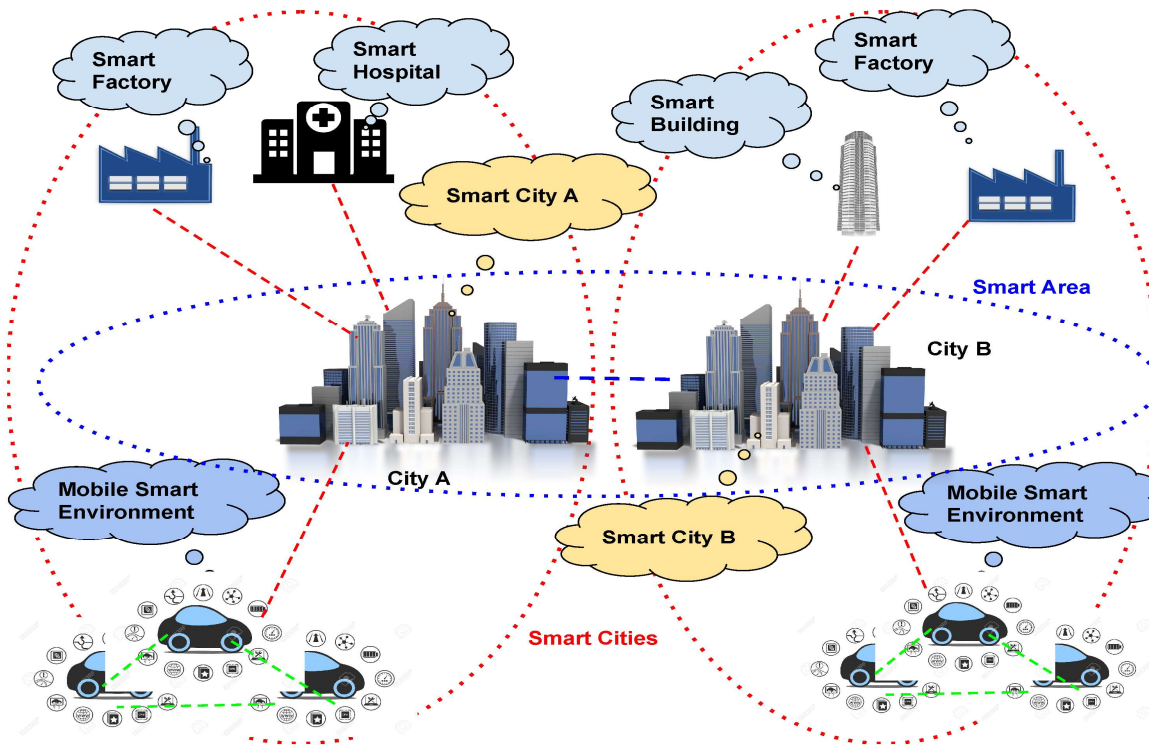 Smart
Factory
Smart
Hospital
Smart
Factory
Smart
Building
Smart City A
Smart Area
City B
City A
Mobile Smart
Environment
Mobile Smart
Environment
Smart City B
Smart Cities